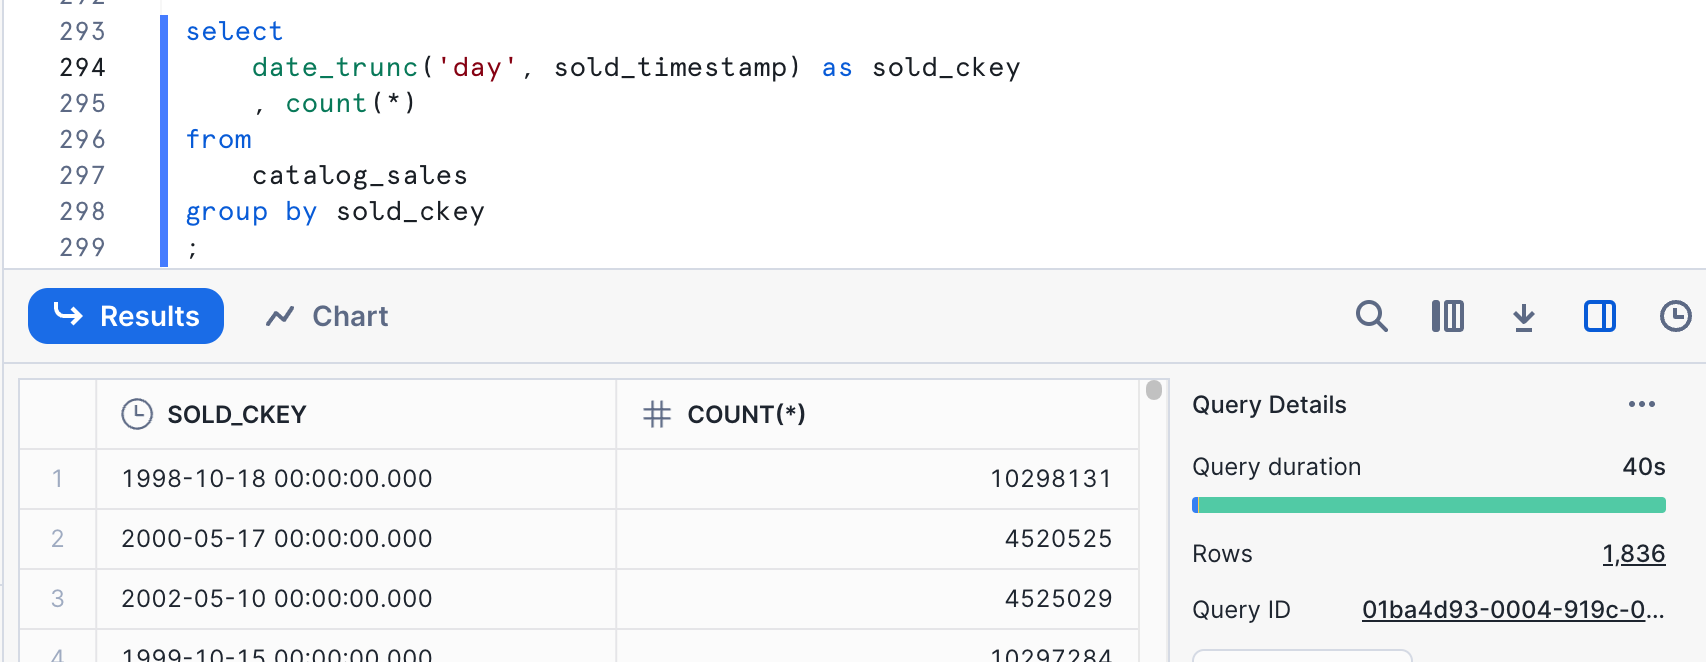 292
293 select
294 date_trunc('day', sold_timestamp) as sold_ckey
295 , count(*)
296 from
297 catalog_sales
298 group by sold_ckey
299 ;
Results Chart
SOLD_CKEY COUNT(*)
1 1998-10-18 00:00:00.000 10298131
2 2000-05-17 00:00:00.000 4520525
3 2002-05-10 00:00:00.000 4525029
4 1999-10-15 00:00:00.000 10297284
Query Details ...
Query duration 40s
Rows 1,836
Query ID 01ba4d93-0004-919c-0...